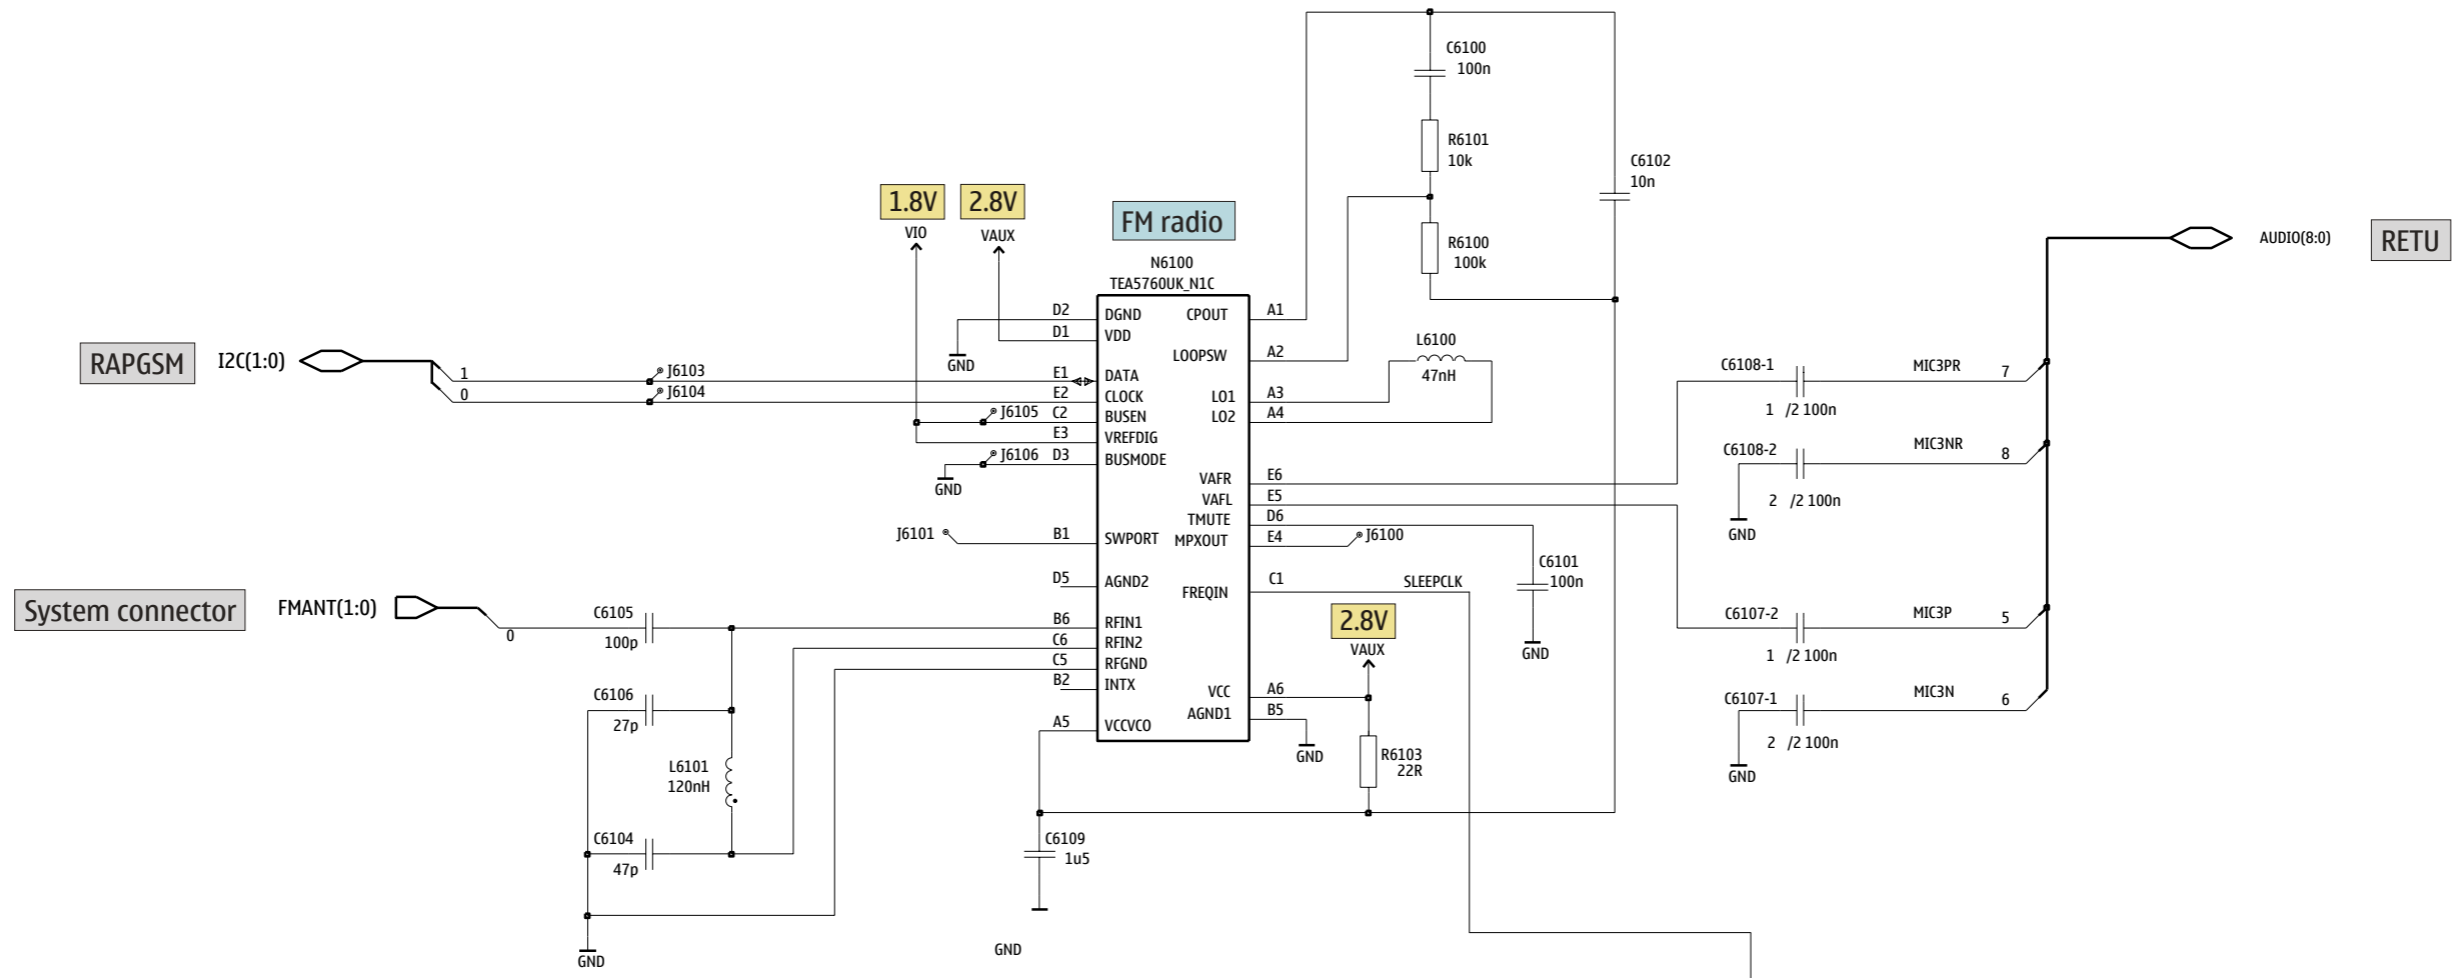 C6100
100n
R6101
10k
C6102
10n
1.8V
2.8V
FM radio
VIO
VAUX
R6100
100k
AUDIO(8:0)
RETU
N6100
TEA5760UK_N1C
D2
DGND
CPOUT
A1
D1
VDD
GND
LOOPSW
A2
L6100
47nH
RAPGSM
I2C(1:0)
1
J6103
E1
DATA
0
J6104
E2
CLOCK
LO1
A3
J6105
C2
BUSEN
LO2
A4
E3
VREFDIG
J6106
D3
BUSMODE
GND
C6108-1
MIC3PR
7
1 /2 100n
C6108-2
MIC3NR
8
2 /2 100n
GND
VAFR
E6
VAFL
E5
TMUTE
D6
J6101
B1
SWPORT
MPXOUT
E4
J6100
C6101
100n
GND
D5
AGND2
FREQIN
C1
SLEEPCLK
System connector
FMANT(1:0)
0
C6105
100p
B6
RFIN1
C6
RFIN2
C5
RFGND
B2
INTX
2.8V
VAUX
C6107-2
MIC3P
5
1 /2 100n
C6106
27p
VCC
A6
AGND1
B5
GND
A5
VCCVCO
C6107-1
MIC3N
6
2 /2 100n
GND
L6101
120nH
R6103
22R
C6104
47p
C6109
1u5
GND
GND